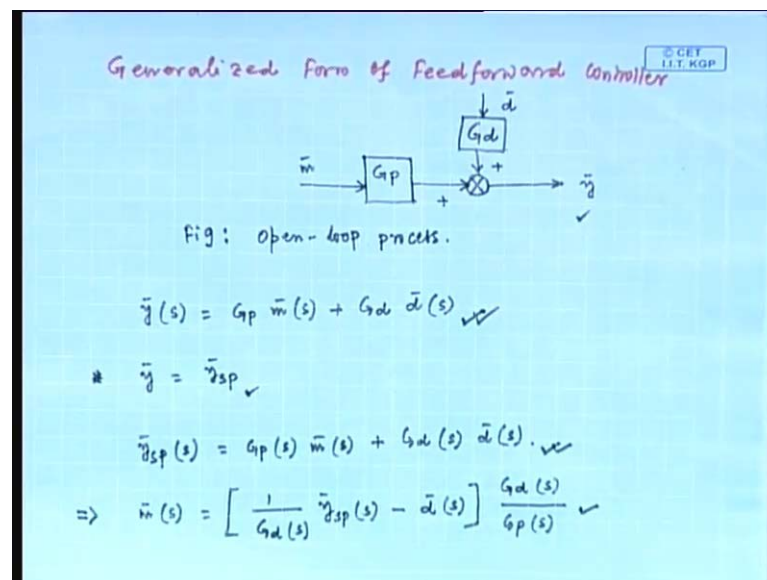 © CET
I.I.T. KGP
Generalized Form of Feedforward Controller
d̄
Gd
m̄
Gp
+
+
ȳ
Fig: Open-loop process.
ȳ(s) = Gp m̄(s) + Gd d̄(s)
* ȳ = ȳsp
ȳsp(s) = Gp(s) m̄(s) + Gd(s) d̄(s).
=> m̄(s) = [ 1/Gd(s) ȳsp(s) - d̄(s) ] Gd(s)/Gp(s)